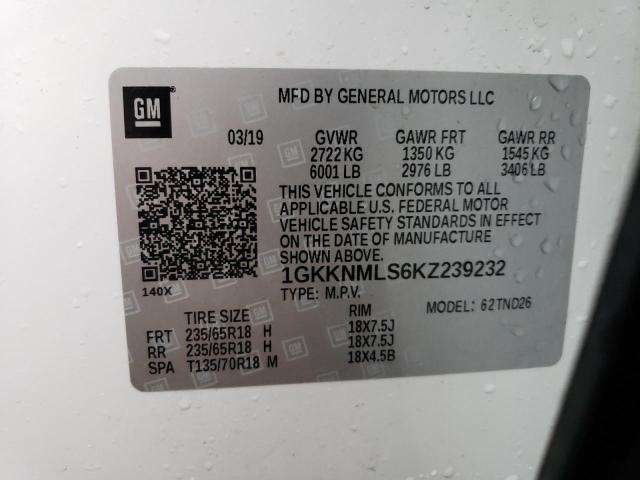 GM
MFD BY GENERAL MOTORS LLC
03/19 GVWR GAWR FRT GAWR RR
2722 KG 1350 KG 1545 KG
6001 LB 2976 LB 3406 LB
THIS VEHICLE CONFORMS TO ALL
APPLICABLE U.S. FEDERAL MOTOR
VEHICLE SAFETY STANDARDS IN EFFECT
ON THE DATE OF MANUFACTURE
SHOWN ABOVE.
140X
1GKKNMLS6KZ239232
TYPE: M.P.V. MODEL: 62TND26
TIRE SIZE RIM
FRT 235/65R18 H 18X7.5J
RR 235/65R18 H 18X7.5J
SPA T135/70R18 M 18X4.5B